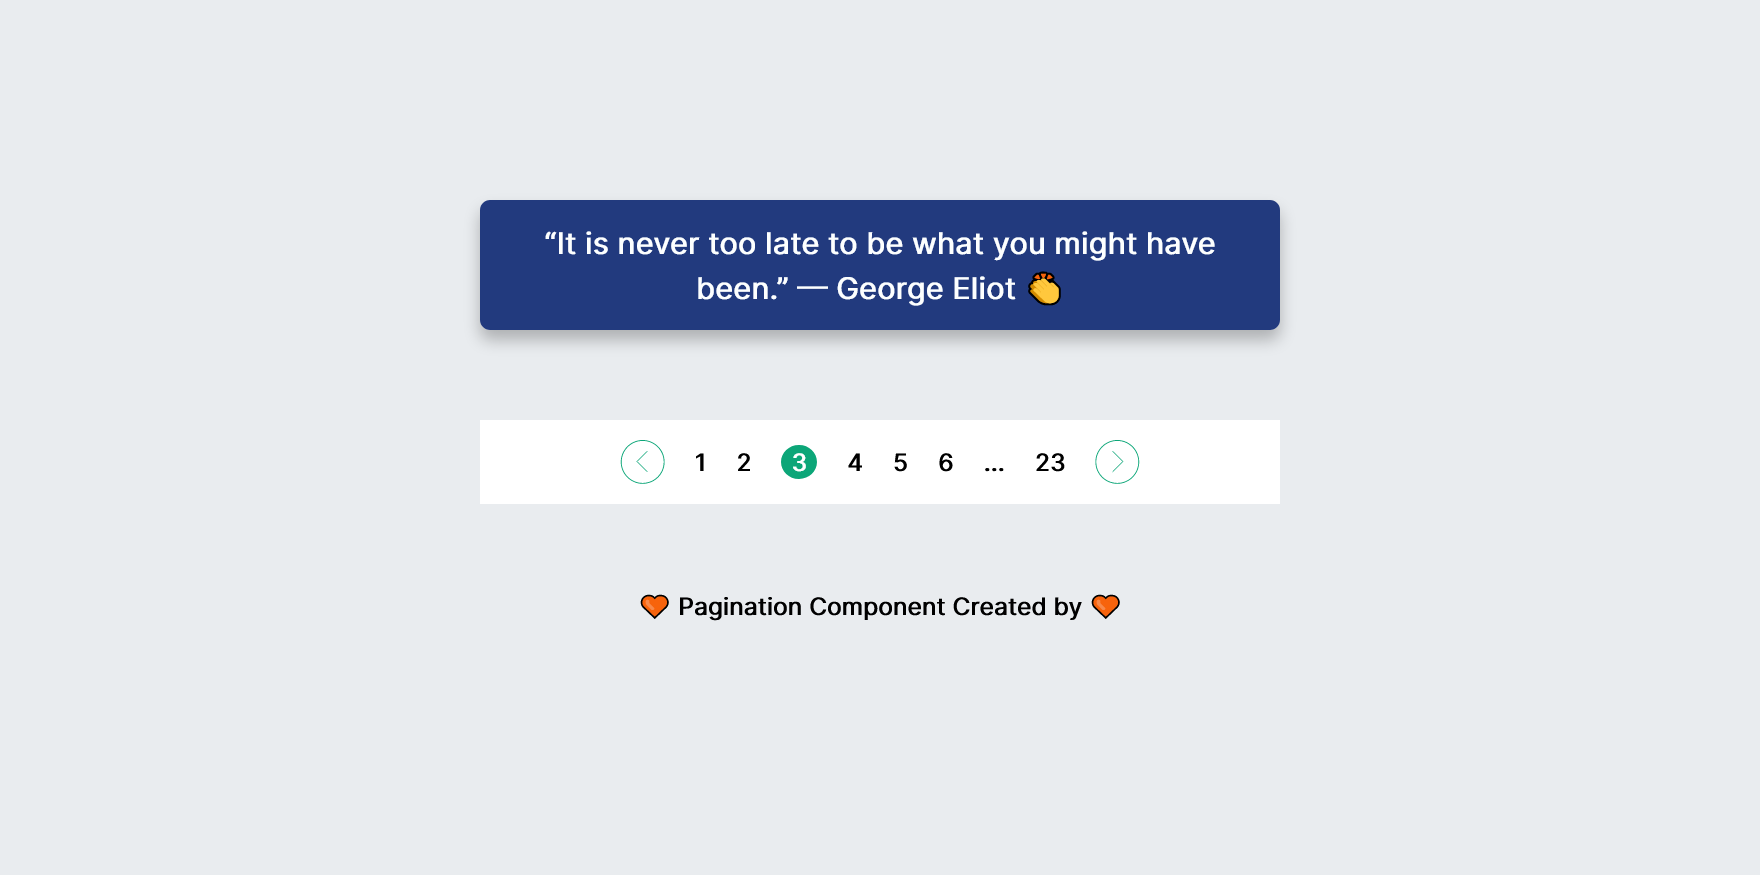 “It is never too late to be what you might have
been.” — George Eliot 👏
1 2 3 4 5 6 ... 23
🧡 Pagination Component Created by 🧡